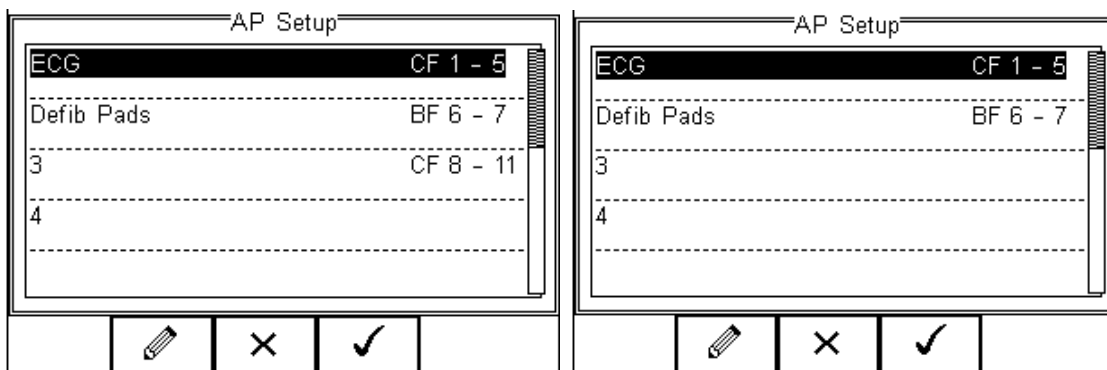 AP Setup
ECG CF 1 - 5
Defib Pads BF 6 - 7
3 CF 8 - 11
4
AP Setup
ECG CF 1 - 5
Defib Pads BF 6 - 7
3
4